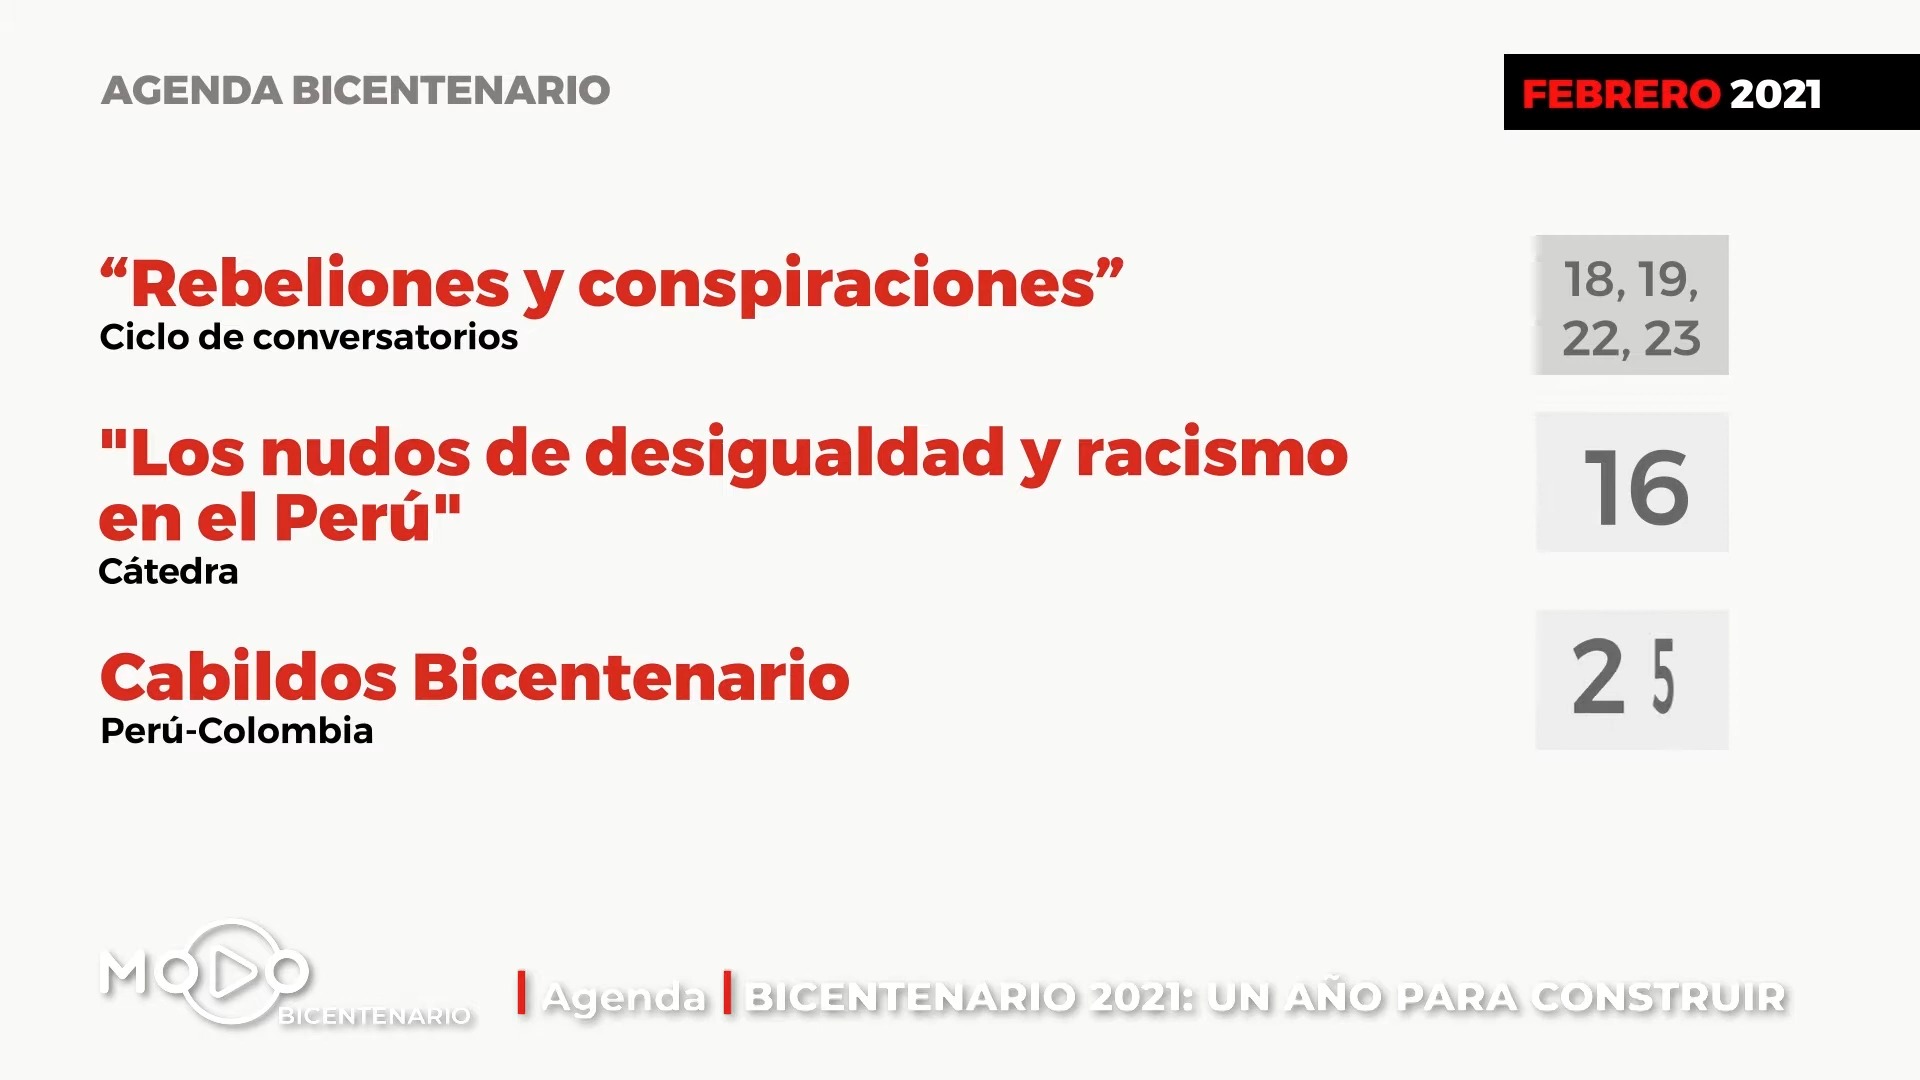 AGENDA BICENTENARIO
FEBRERO 2021
“Rebeliones y conspiraciones”
Ciclo de conversatorios
18, 19,
22, 23
"Los nudos de desigualdad y racismo
en el Perú"
Cátedra
16
Cabildos Bicentenario
Perú-Colombia
25
MODO
BICENTENARIO
Agenda
BICENTENARIO 2021: UN AÑO PARA CONSTRUIR